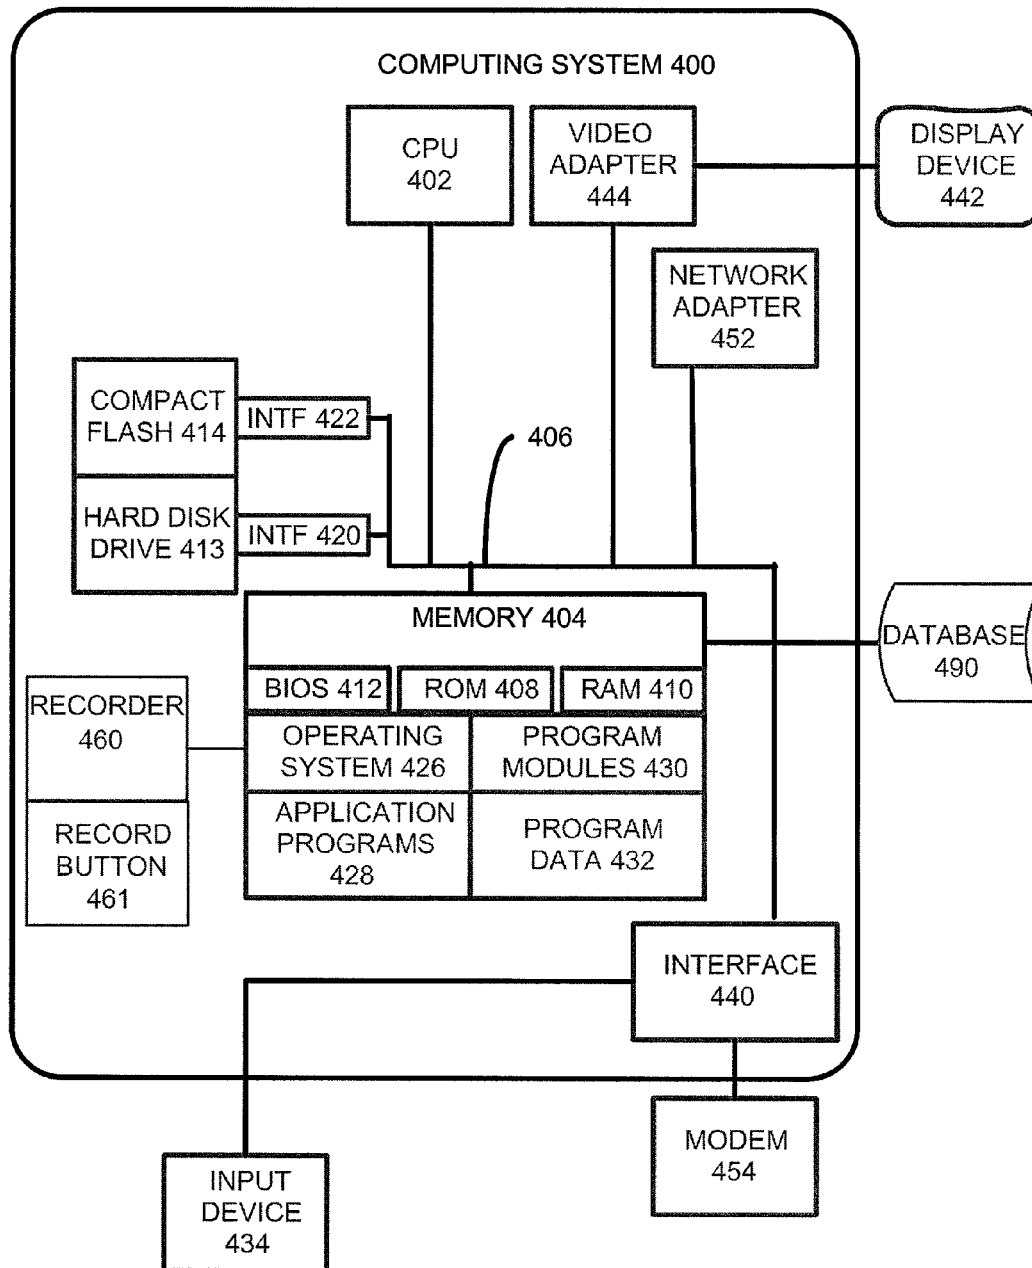 COMPUTING SYSTEM 400
CPU
402
VIDEO
ADAPTER
444
DISPLAY
DEVICE
442
NETWORK
ADAPTER
452
COMPACT
FLASH 414
INTF 422
406
HARD DISK
DRIVE 413
INTF 420
MEMORY 404
DATABASE
490
BIOS 412
ROM 408
RAM 410
RECORDER
460
OPERATING
SYSTEM 426
PROGRAM
MODULES 430
RECORD
BUTTON
461
APPLICATION
PROGRAMS
428
PROGRAM
DATA 432
INTERFACE
440
MODEM
454
INPUT
DEVICE
434